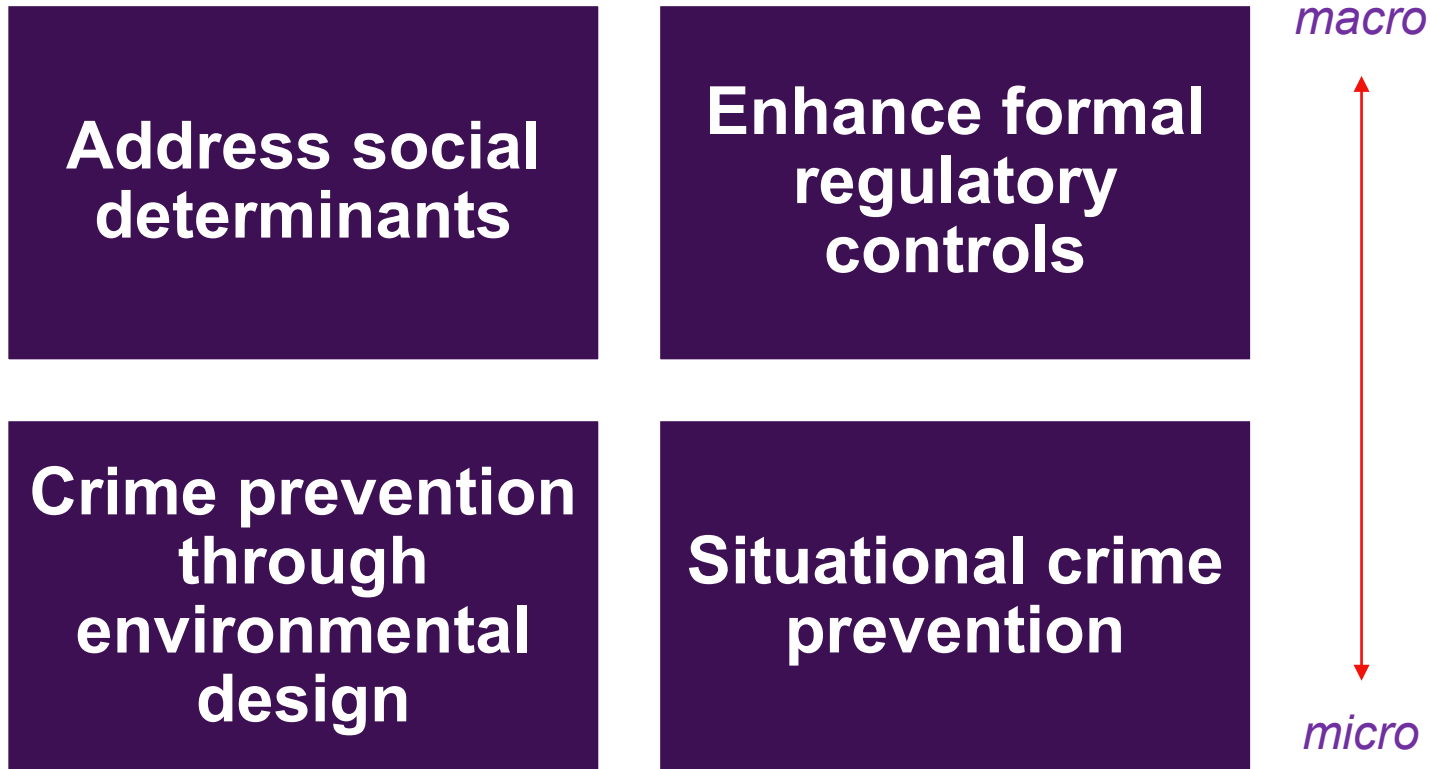 macro
Address social
determinants
Enhance formal
regulatory
controls
Crime prevention
through
environmental
design
Situational crime
prevention
micro